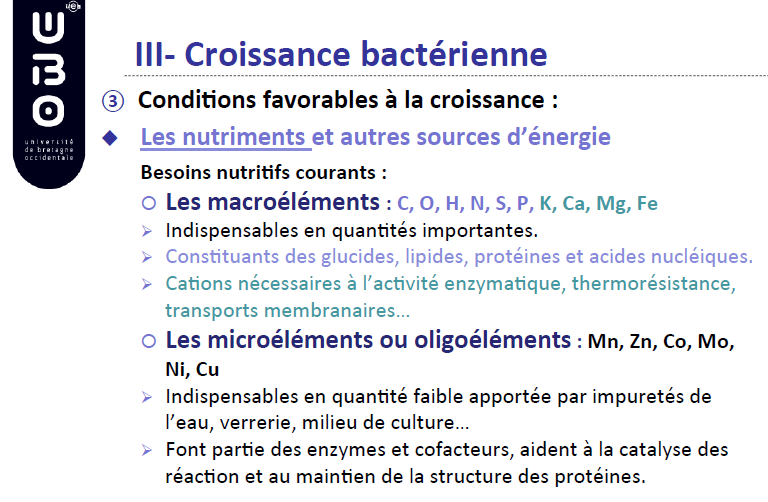 ueb
UBO
université
de bretagne
occidentale
III- Croissance bactérienne
③ Conditions favorables à la croissance :
◆ Les nutriments et autres sources d’énergie
Besoins nutritifs courants :
○ Les macroéléments : C, O, H, N, S, P, K, Ca, Mg, Fe
➢ Indispensables en quantités importantes.
➢ Constituants des glucides, lipides, protéines et acides nucléiques.
➢ Cations nécessaires à l’activité enzymatique, thermorésistance,
transports membranaires…
○ Les microéléments ou oligoéléments : Mn, Zn, Co, Mo,
Ni, Cu
➢ Indispensables en quantité faible apportée par impuretés de
l’eau, verrerie, milieu de culture…
➢ Font partie des enzymes et cofacteurs, aident à la catalyse des
réaction et au maintien de la structure des protéines.